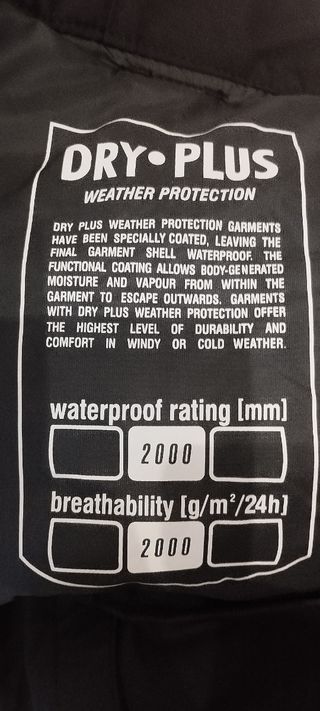 DRY•PLUS
WEATHER PROTECTION
DRY PLUS WEATHER PROTECTION GARMENTS
HAVE BEEN SPECIALLY COATED, LEAVING THE
FINAL GARMENT SHELL WATERPROOF. THE
FUNCTIONAL COATING ALLOWS BODY-GENERATED
MOISTURE AND VAPOUR FROM WITHIN THE
GARMENT TO ESCAPE OUTWARDS. GARMENTS
WITH DRY PLUS WEATHER PROTECTION OFFER
THE HIGHEST LEVEL OF DURABILITY AND
COMFORT IN WINDY OR COLD WEATHER.
waterproof rating [mm]
2000
breathability [g/m²/24h]
2000